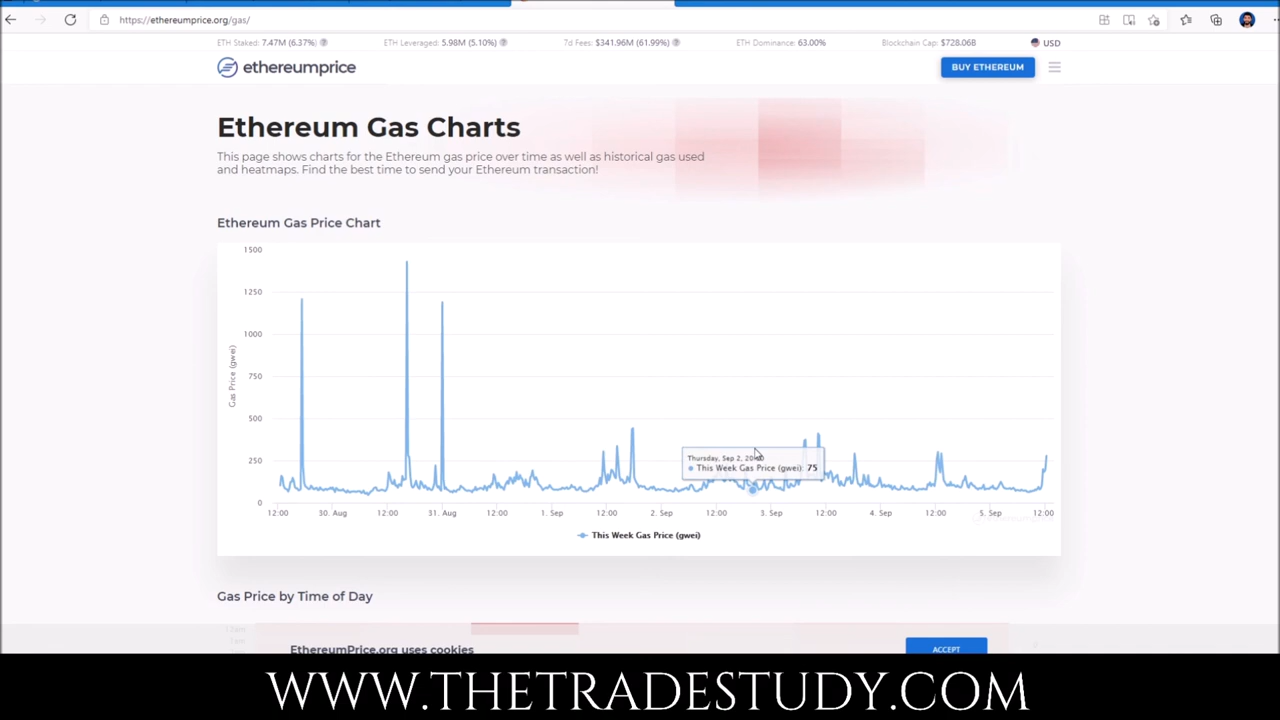 https://ethereumprice.org/gas/
ETH Staked: 7.47M (6.37%) ETH Leveraged: 5.98M (5.10%) 7d Fees: $341.96M (61.99%) ETH Dominance: 63.00% Blockchain Cap: $728.06B USD
ethereumprice
BUY ETHEREUM
Ethereum Gas Charts
This page shows charts for the Ethereum gas price over time as well as historical gas used
and heatmaps. Find the best time to send your Ethereum transaction!
Ethereum Gas Price Chart
1500
1250
1000
750
500
250
0
Gas Price (gwei)
Thursday, Sep 2,
This Week Gas Price (gwei): 75
12:00 30. Aug 12:00 31. Aug 12:00 1. Sep 12:00 2. Sep 12:00 3. Sep 12:00 4. Sep 12:00 5. Sep 12:00
This Week Gas Price (gwei)
Gas Price by Time of Day
EthereumPrice.org uses cookies
ACCEPT
WWW.THETRADESTUDY.COM